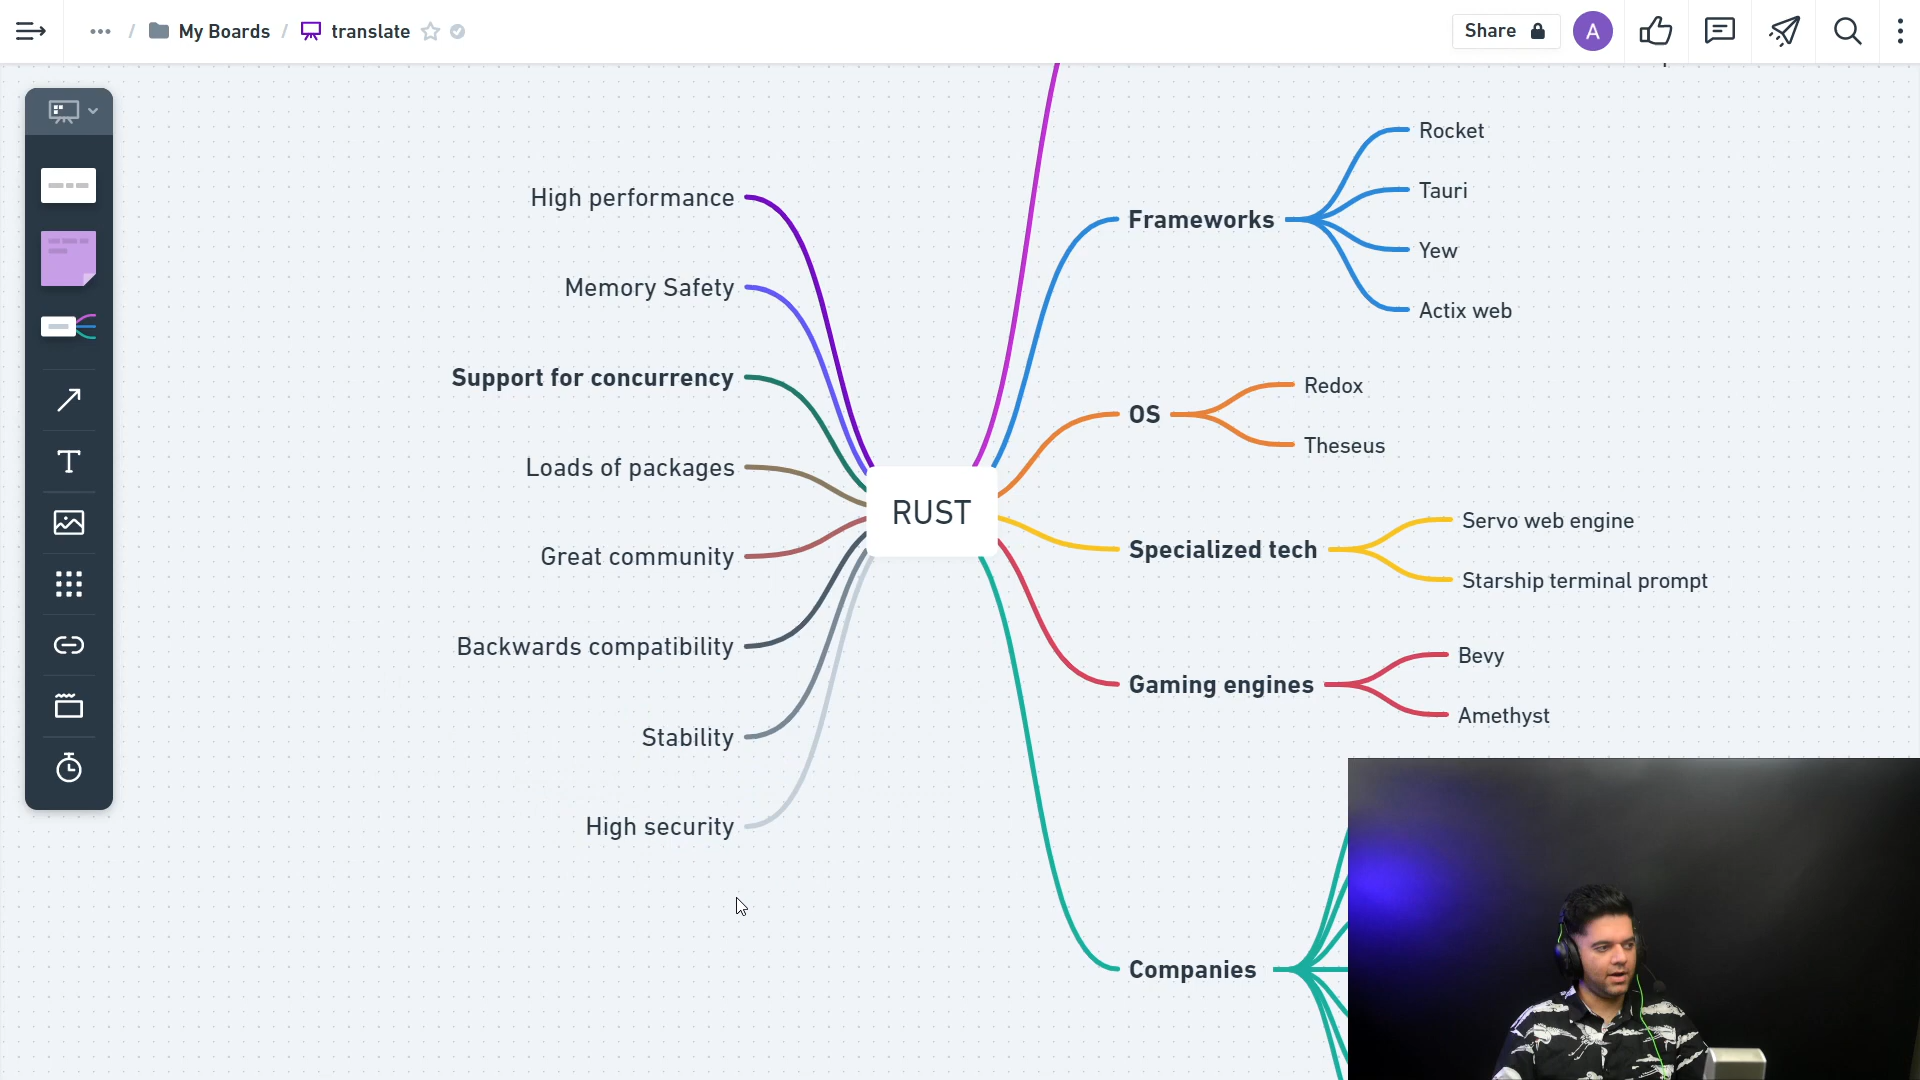 My Boards / translate
Share
A
High performance
Memory Safety
Support for concurrency
Loads of packages
Great community
Backwards compatibility
Stability
High security
RUST
Frameworks
Rocket
Tauri
Yew
Actix web
OS
Redox
Theseus
Specialized tech
Servo web engine
Starship terminal prompt
Gaming engines
Bevy
Amethyst
Companies